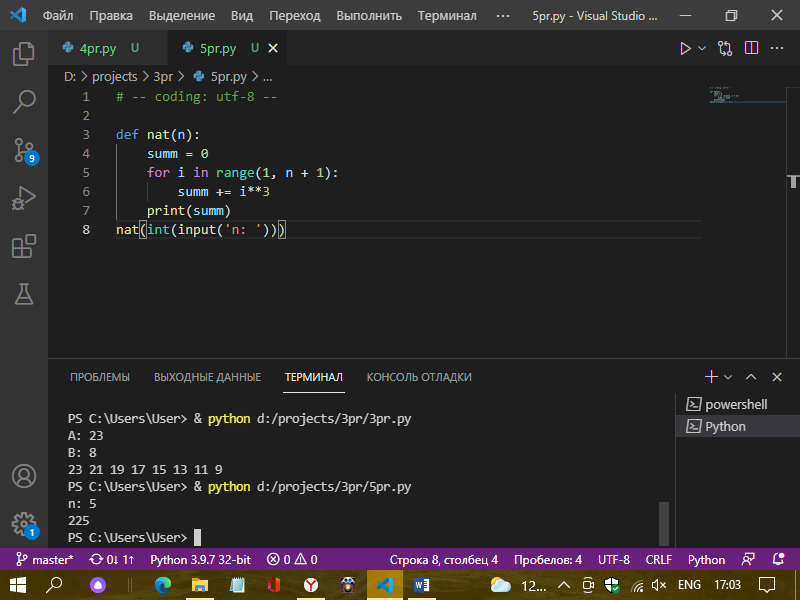 Файл Правка Выделение Вид Переход Выполнить Терминал ··· 5pr.py - Visual Studio ...
4pr.py U 5pr.py U
D: > projects > 3pr > 5pr.py > ...
1 # -- coding: utf-8 --
2
3 def nat(n):
4 summ = 0
5 for i in range(1, n + 1):
6 summ += i**3
7 print(summ)
8 nat(int(input('n: ')))
9
ПРОБЛЕМЫ ВЫХОДНЫЕ ДАННЫЕ ТЕРМИНАЛ КОНСОЛЬ ОТЛАДКИ
powershell
Python
PS C:\Users\User> & python d:/projects/3pr/3pr.py
A: 23
B: 8
23 21 19 17 15 13 11 9
PS C:\Users\User> & python d:/projects/3pr/5pr.py
n: 5
225
PS C:\Users\User>
1
master* 0↓ 1↑ Python 3.9.7 32-bit 0 0 Строка 8, столбец 4 Пробелов: 4 UTF-8 CRLF Python
12... ENG 17:03